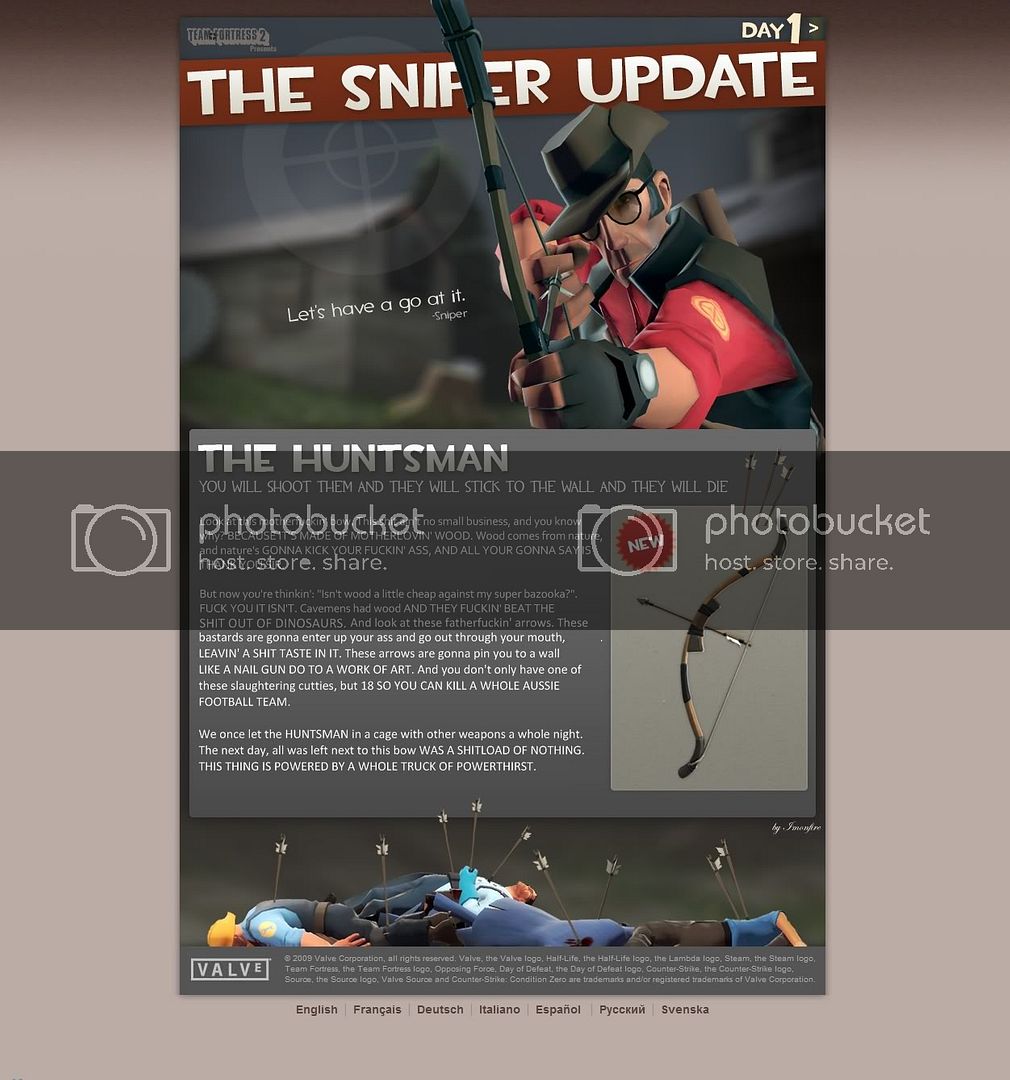 TEAM FORTRESS 2
Presents
DAY 1 >
THE SNIPER UPDATE
Let's have a go at it.
-Sniper
THE HUNTSMAN
YOU WILL SHOOT THEM AND THEY WILL STICK TO THE WALL AND THEY WILL DIE
Look at this motherfuckin' bow. This shit ain't no small business, and you know
why? BECAUSE IT'S MADE OF MOTHERLOVIN' WOOD. Wood comes from nature,
and nature's GONNA KICK YOUR FUCKIN' ASS, AND ALL YOUR GONNA SAY IS
THANK YOU SIR.
NEW
photobucket
host. store. share.
photobucket
host. store. share.
But now you're thinkin': "Isn't wood a little cheap against my super bazooka?".
FUCK YOU IT ISN'T. Cavemens had wood AND THEY FUCKIN' BEAT THE
SHIT OUT OF DINOSAURS. And look at these fatherfuckin' arrows. These
bastards are gonna enter up your ass and go out through your mouth,
LEAVIN' A SHIT TASTE IN IT. These arrows are gonna pin you to a wall
LIKE A NAIL GUN DO TO A WORK OF ART. And you don't only have one of
these slaughtering cutties, but 18 SO YOU CAN KILL A WHOLE AUSSIE
FOOTBALL TEAM.
We once let the HUNTSMAN in a cage with other weapons a whole night.
The next day, all was left next to this bow WAS A SHITLOAD OF NOTHING.
THIS THING IS POWERED BY A WHOLE TRUCK OF POWERTHIRST.
by Imonfire
VALVE
© 2009 Valve Corporation, all rights reserved. Valve, the Valve logo, Half-Life, the Half-Life logo, the Lambda logo, Steam, the Steam logo,
Team Fortress, the Team Fortress logo, Opposing Force, Day of Defeat, the Day of Defeat logo, Counter-Strike, the Counter-Strike logo,
Source, the Source logo, Valve Source and Counter-Strike: Condition Zero are trademarks and/or registered trademarks of Valve Corporation.
English | Français | Deutsch | Italiano | Español | Русский | Svenska